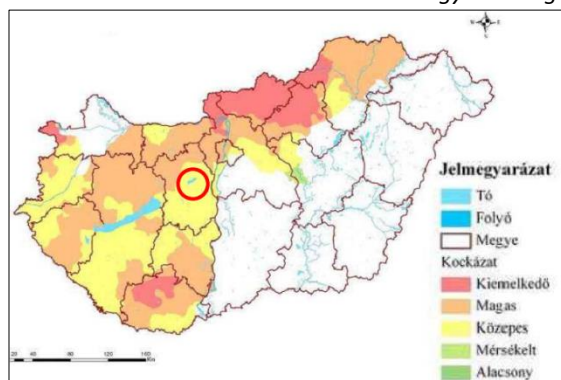 Jelmegyarázat
Tó
Folyó
Megye
Kockázat
Kiemelkedő
Magas
Közepes
Mérsékelt
Alacsony